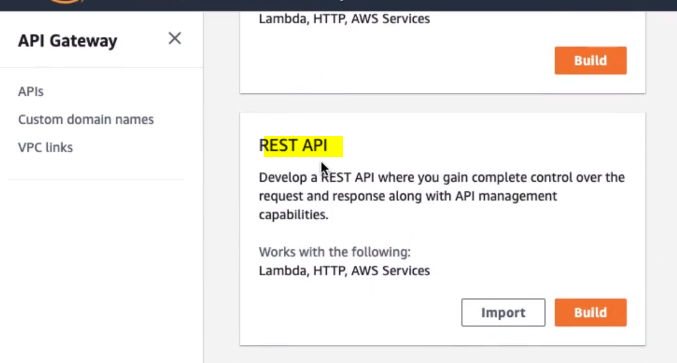 API Gateway
APIs
Custom domain names
VPC links
Lambda, HTTP, AWS Services
Build
REST API
Develop a REST API where you gain complete control over the
request and response along with API management
capabilities.
Works with the following:
Lambda, HTTP, AWS Services
Import
Build